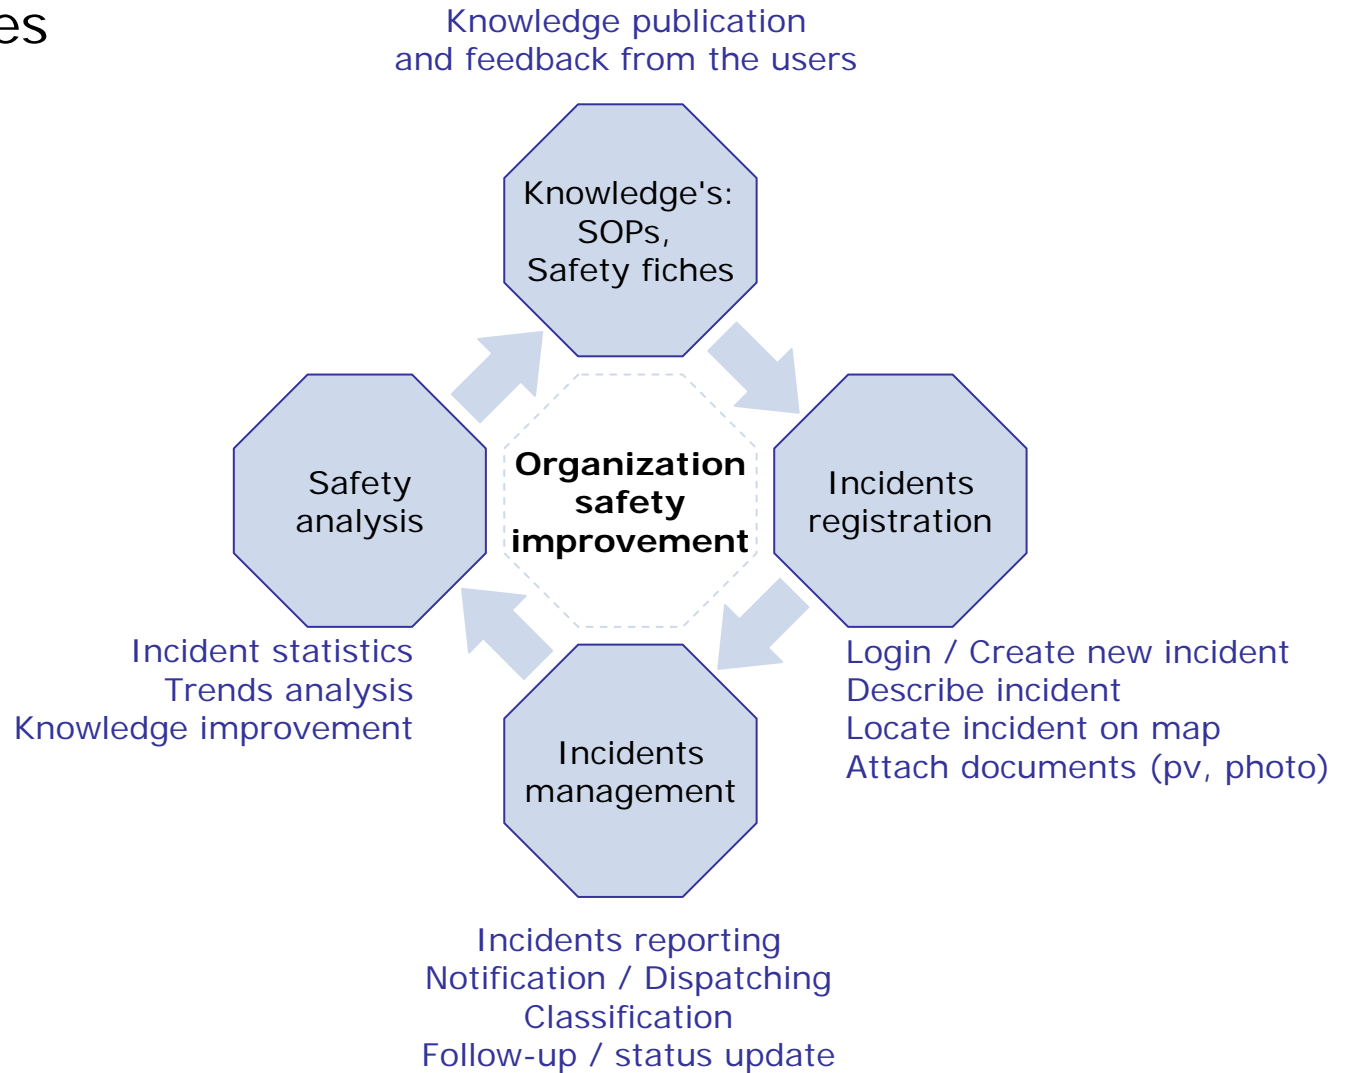 es
Knowledge publication
and feedback from the users
Knowledge's:
SOPs,
Safety fiches
Safety
analysis
Organization
safety
improvement
Incidents
registration
Incident statistics
Trends analysis
Knowledge improvement
Login / Create new incident
Describe incident
Locate incident on map
Attach documents (pv, photo)
Incidents
management
Incidents reporting
Notification / Dispatching
Classification
Follow-up / status update